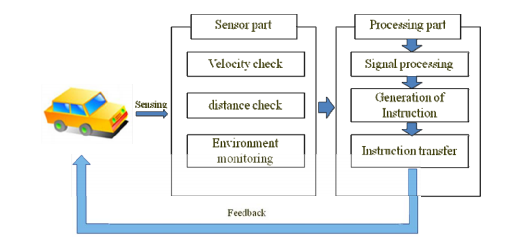 Sensor part
Processing part
Velocity check
Signal processing
Sensing
distance check
Generation of
Instruction
Environment
monitoring
Instruction transfer
Feedback